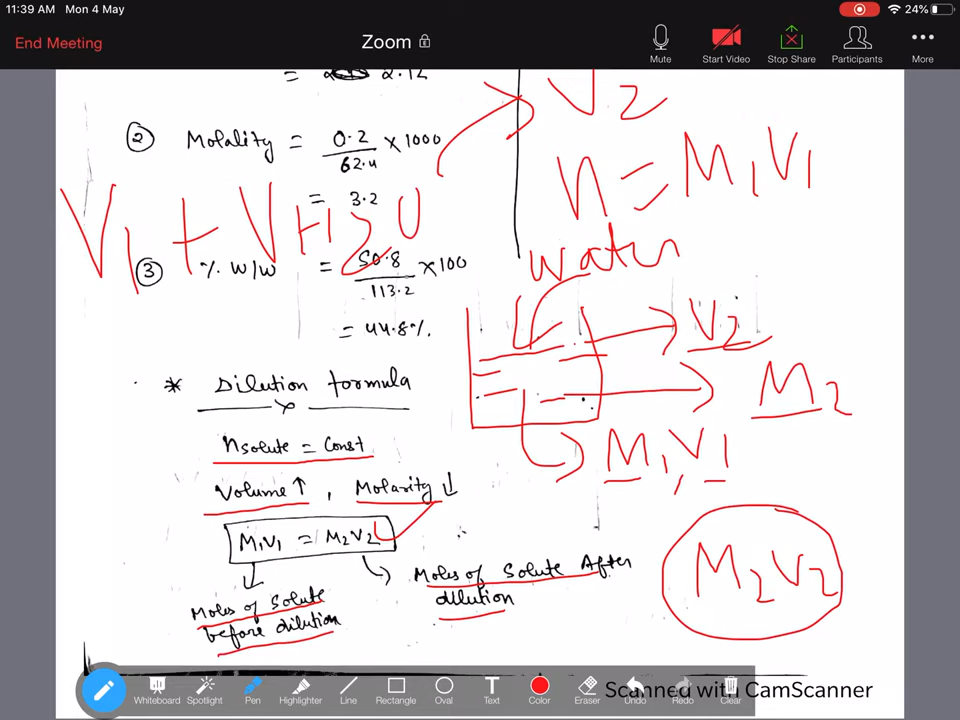 11:39 AM Mon 4 May
24%
End Meeting
Zoom
Mute
Start Video
Stop Share
Participants
More
= 2.12
V2
② Molality = 0.2 / 62.4 × 1000
= 3.2
n = M1V1
V1 + VH2O
water
③ % w/w = 50.8 / 113.2 × 100
= 44.8%.
V2
* Dilution formula
M2
nsolute = Const
M1, V1
Volume ↑ , Molarity ↓
M1V1 = M2V2
M2V2
Moles of Solute before dilution
Moles of Solute After dilution
Whiteboard
Spotlight
Pen
Highlighter
Line
Rectangle
Oval
Text
Color
Eraser
Undo
Redo
Save
Scanned with CamScanner